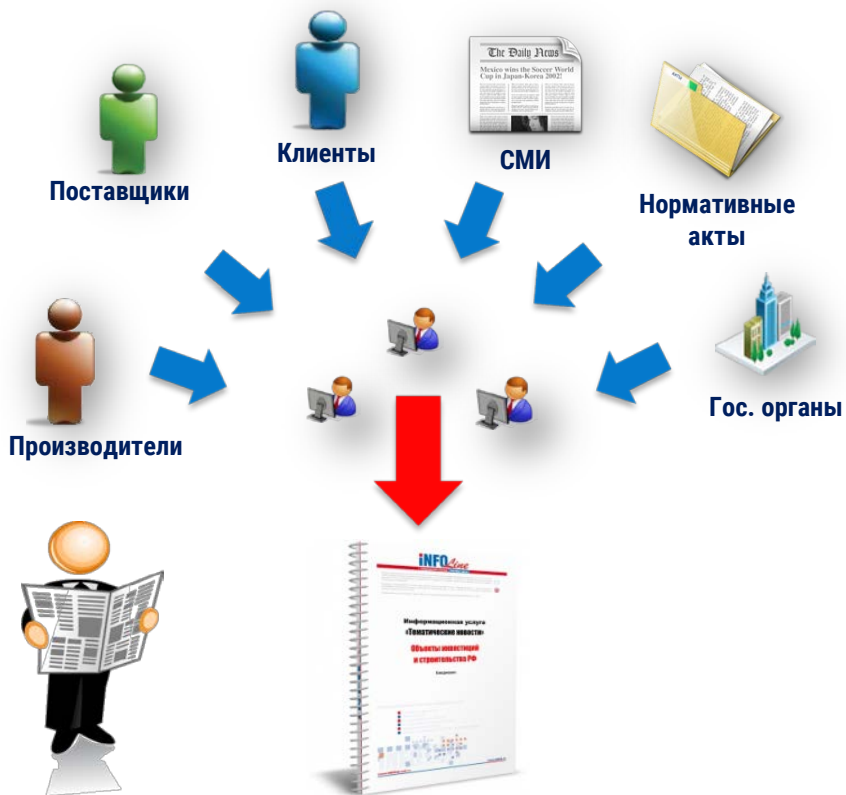 Клиенты
The Daily News
Mexico wins the Soccer World
Cup in Japan-Korea 2002!
СМИ
Поставщики
Нормативные
акты
Гос. органы
Производители
iNFOLine
Информационная услуга
«Тематические новости»
Объекты инвестиций
и строительства РФ